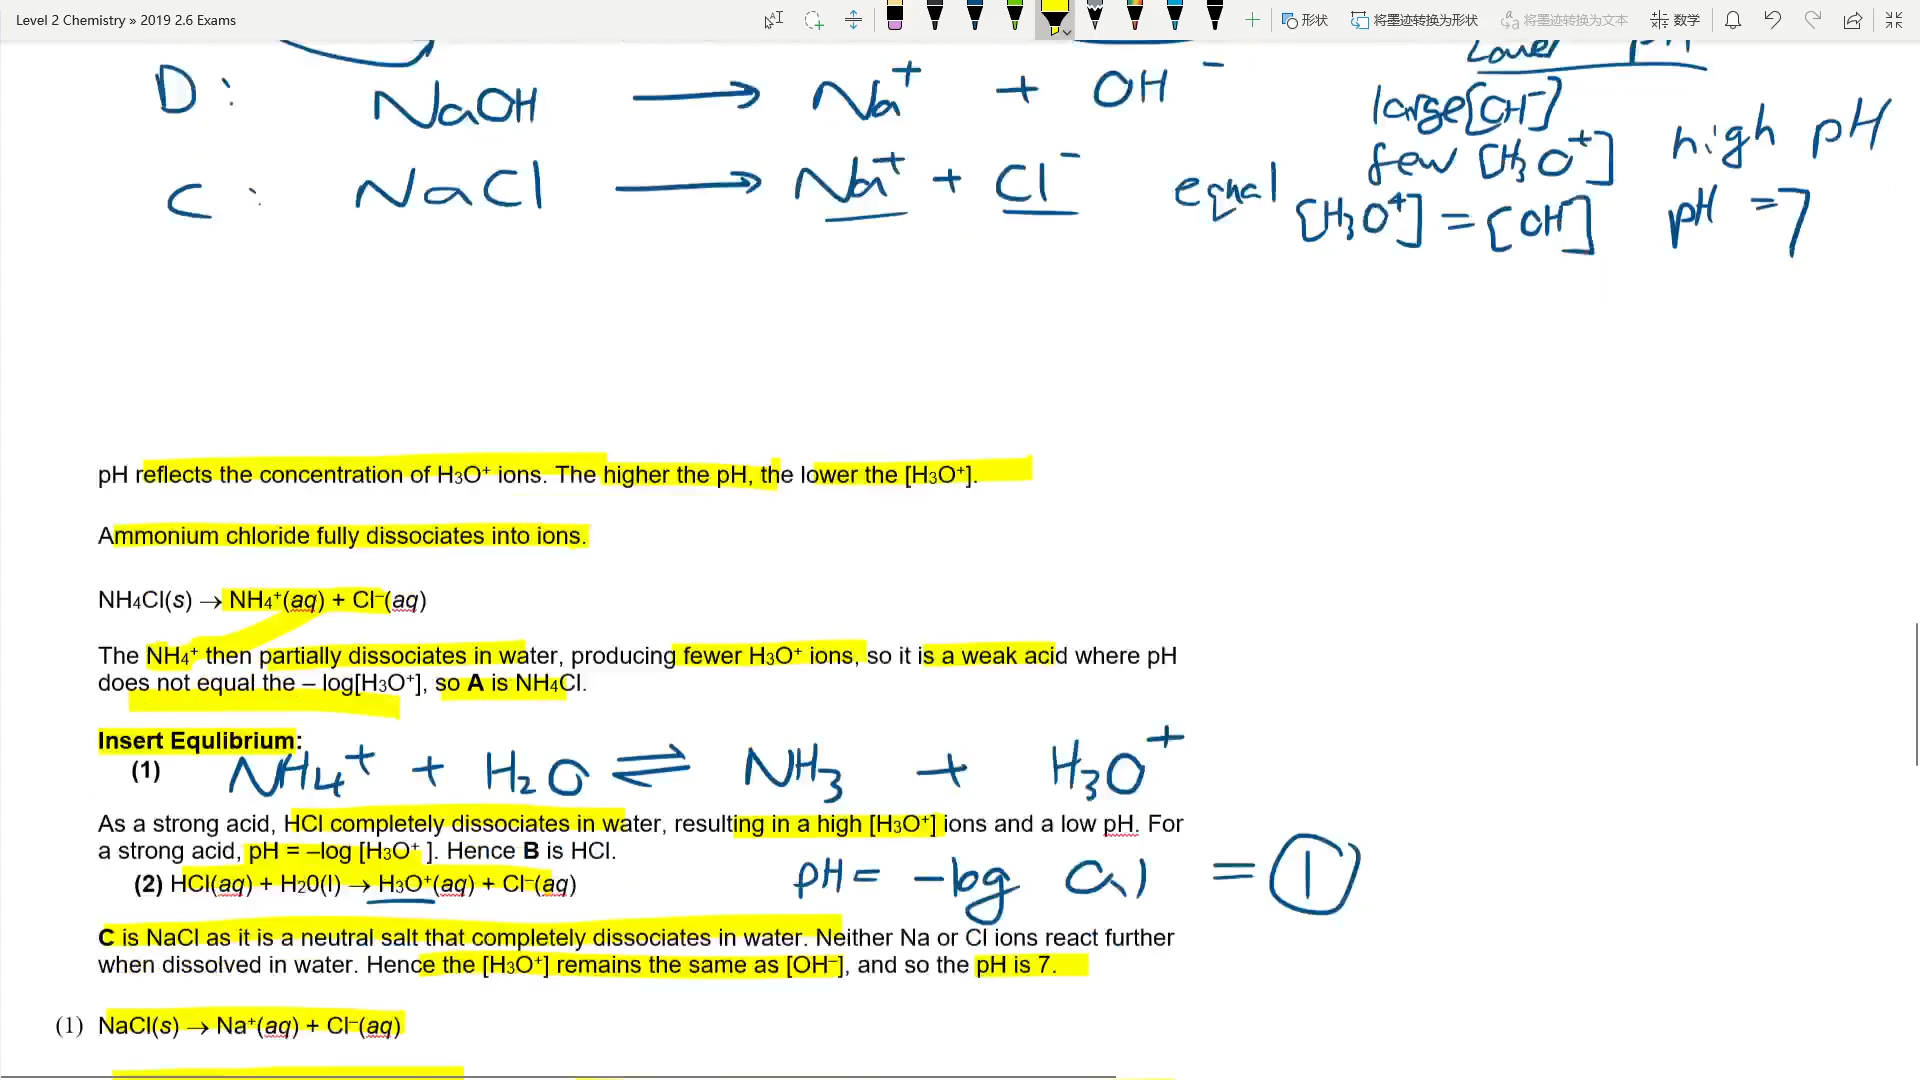 Level 2 Chemistry » 2019 2.6 Exams
形状 将墨迹转换为形状 将墨迹转换为文本 数学
Lower pH
D: NaOH → Na⁺ + OH⁻
large [OH⁻]
few [H₃O⁺] high pH
C: NaCl → Na⁺ + Cl⁻ equal
[H₃O⁺] = [OH] pH = 7
pH reflects the concentration of H₃O⁺ ions. The higher the pH, the lower the [H₃O⁺].
Ammonium chloride fully dissociates into ions.
NH₄Cl(s) → NH₄⁺(aq) + Cl⁻(aq)
The NH₄⁺ then partially dissociates in water, producing fewer H₃O⁺ ions, so it is a weak acid where pH
does not equal the – log[H₃O⁺], so A is NH₄Cl.
Insert Equlibrium:
(1) NH₄⁺ + H₂O ⇌ NH₃ + H₃O⁺
As a strong acid, HCl completely dissociates in water, resulting in a high [H₃O⁺] ions and a low pH. For
a strong acid, pH = –log [H₃O⁺ ]. Hence B is HCl.
pH = -log 0.1 = 1
(2) HCl(aq) + H₂0(l) → H₃O⁺(aq) + Cl⁻(aq)
C is NaCl as it is a neutral salt that completely dissociates in water. Neither Na or Cl ions react further
when dissolved in water. Hence the [H₃O⁺] remains the same as [OH⁻], and so the pH is 7.
(1) NaCl(s) → Na⁺(aq) + Cl⁻(aq)